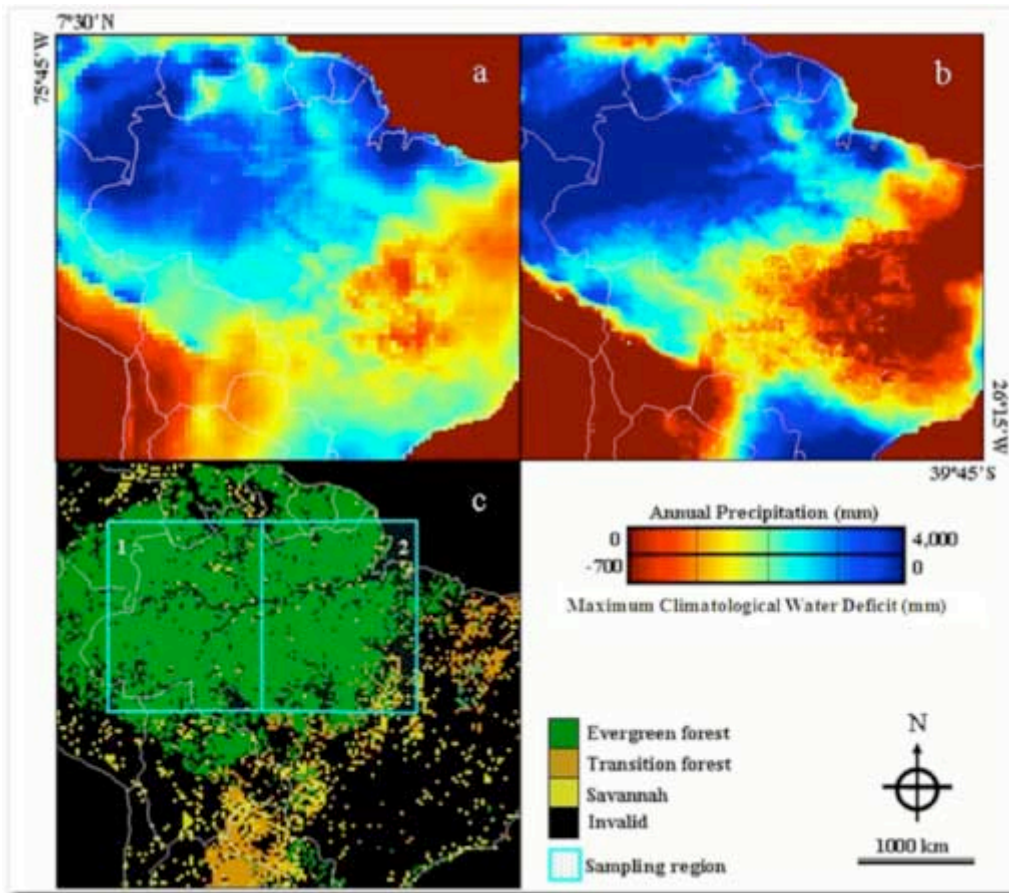 7°30'N
75°45'W
a
b
26°15'W
39°45'S
c
1
2
Annual Precipitation (mm)
0 4,000
-700 0
Maximum Climatological Water Deficit (mm)
Evergreen forest
Transition forest
Savannah
Invalid
Sampling region
N
1000 km